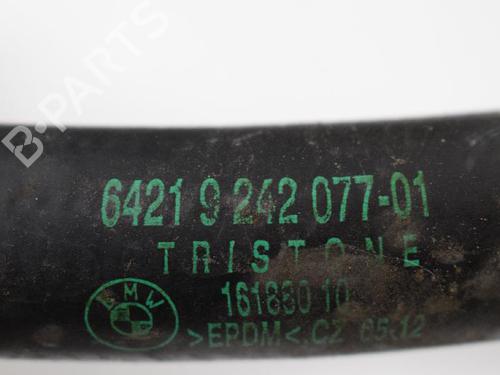 B-PARTS
6421 9 242 077-01
TRISTONE
BMW
161830 10
>EPDM<.CZ 05.12